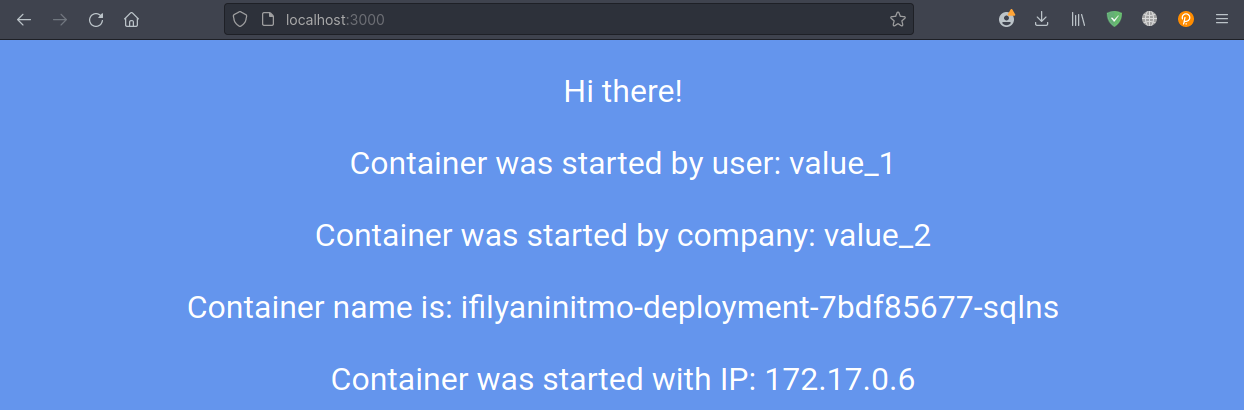 localhost:3000
Hi there!
Container was started by user: value_1
Container was started by company: value_2
Container name is: ifilyaninitmo-deployment-7bdf85677-sqlns
Container was started with IP: 172.17.0.6